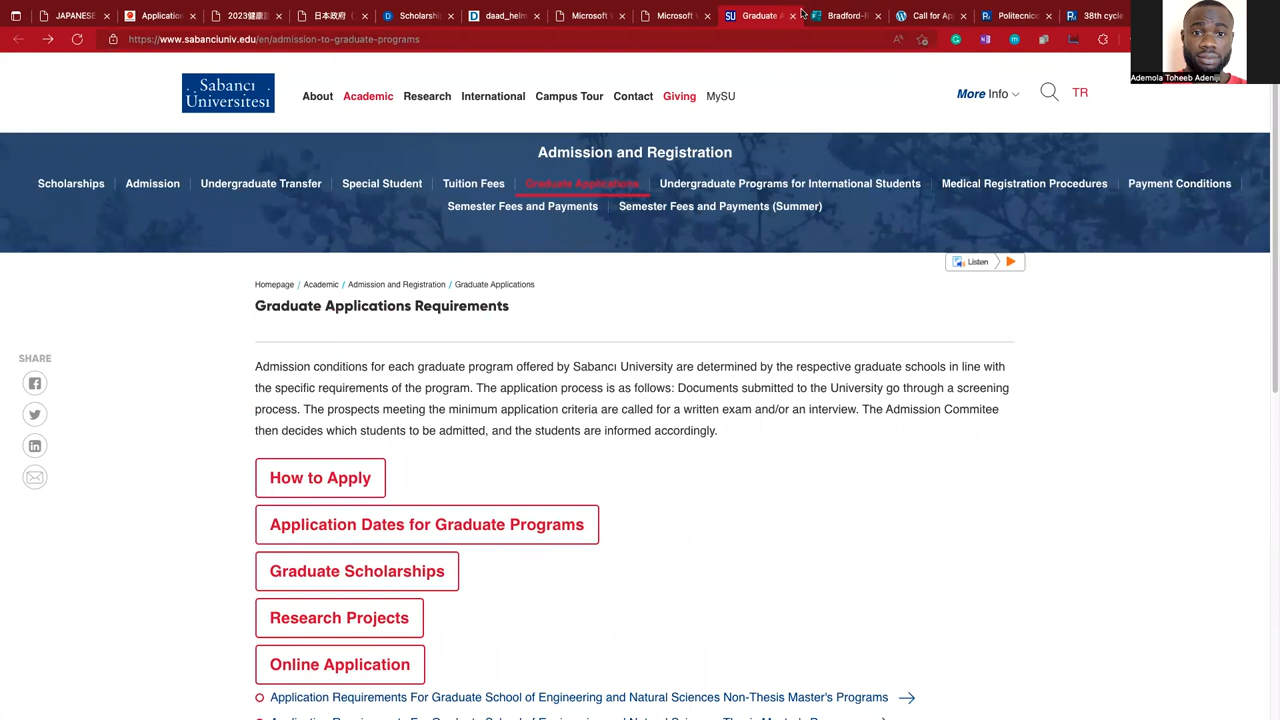 JAPANESE
Application
2023健康
日本政府
Scholarshi
daad_helm
Microsoft W
Microsoft W
Graduate A
Bradford-R
Call for Ap
Politecnic
38th cycle
https://www.sabanciuniv.edu/en/admission-to-graduate-programs
Ademola Toheeb Adeniji
Sabancı
Üniversitesi
About Academic Research International Campus Tour Contact Giving MySU
More Info
TR
Admission and Registration
Scholarships Admission Undergraduate Transfer Special Student Tuition Fees Graduate Applications Undergraduate Programs for International Students Medical Registration Procedures Payment Conditions
Semester Fees and Payments Semester Fees and Payments (Summer)
Listen
Homepage / Academic / Admission and Registration / Graduate Applications
Graduate Applications Requirements
SHARE
Admission conditions for each graduate program offered by Sabancı University are determined by the respective graduate schools in line with
the specific requirements of the program. The application process is as follows: Documents submitted to the University go through a screening
process. The prospects meeting the minimum application criteria are called for a written exam and/or an interview. The Admission Commitee
then decides which students to be admitted, and the students are informed accordingly.
How to Apply
Application Dates for Graduate Programs
Graduate Scholarships
Research Projects
Online Application
Application Requirements For Graduate School of Engineering and Natural Sciences Non-Thesis Master's Programs